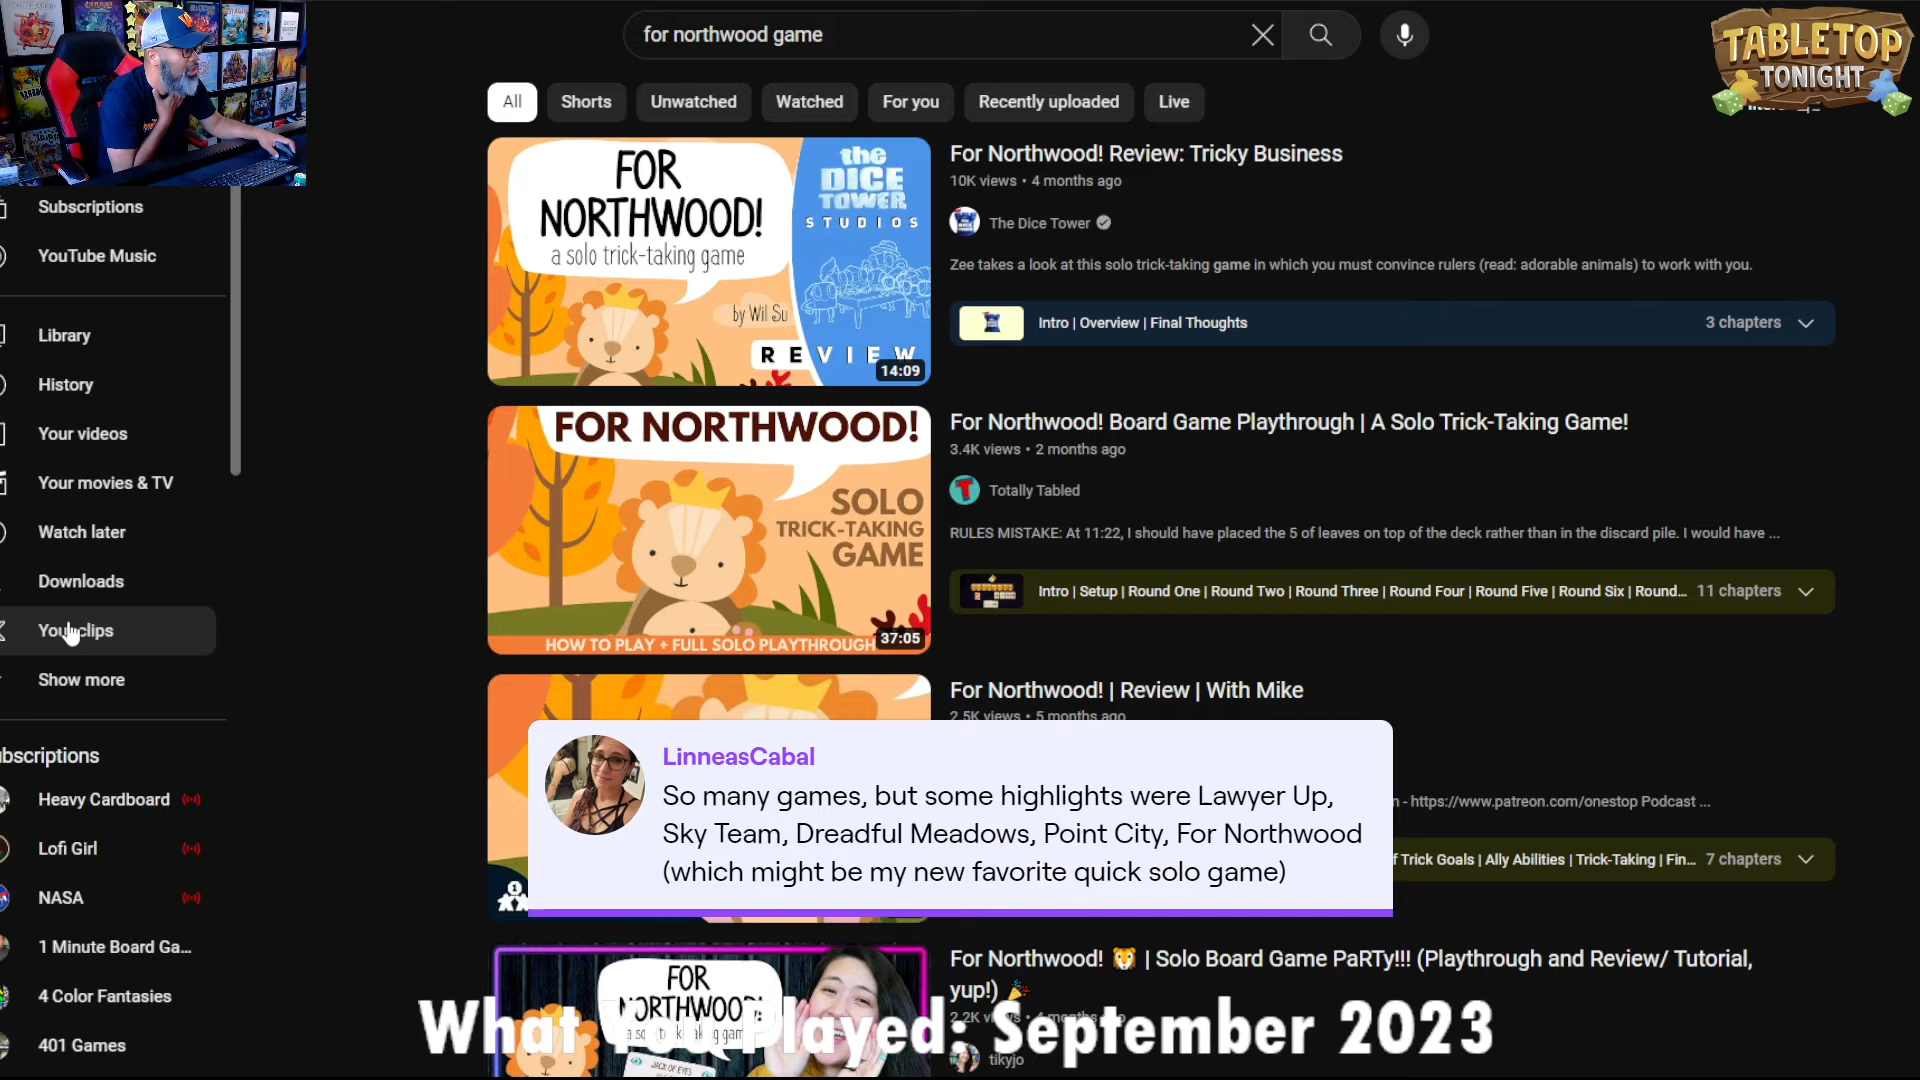 for northwood game
TABLETOP
TONIGHT
All
Shorts
Unwatched
Watched
For you
Recently uploaded
Live
FOR
NORTHWOOD!
a solo trick-taking game
by Wil Su
the
DICE
TOWER
STUDIOS
REVIEW
14:09
For Northwood! Review: Tricky Business
10K views • 4 months ago
The Dice Tower
Zee takes a look at this solo trick-taking game in which you must convince rulers (read: adorable animals) to work with you.
Intro | Overview | Final Thoughts
3 chapters
Subscriptions
YouTube Music
Library
History
Your videos
Your movies & TV
Watch later
Downloads
You clips
Show more
FOR NORTHWOOD!
SOLO
TRICK-TAKING
GAME
HOW TO PLAY + FULL SOLO PLAYTHROUGH
37:05
For Northwood! Board Game Playthrough | A Solo Trick-Taking Game!
3.4K views • 2 months ago
Totally Tabled
RULES MISTAKE: At 11:22, I should have placed the 5 of leaves on top of the deck rather than in the discard pile. I would have ...
Intro | Setup | Round One | Round Two | Round Three | Round Four | Round Five | Round Six | Round... 11 chapters
For Northwood! | Review | With Mike
2.5K views • 5 months ago
LinneasCabal
So many games, but some highlights were Lawyer Up,
Sky Team, Dreadful Meadows, Point City, For Northwood
(which might be my new favorite quick solo game)
- https://www.patreon.com/onestop Podcast ...
Trick Goals | Ally Abilities | Trick-Taking | Fin... 7 chapters
bscriptions
Heavy Cardboard
Lofi Girl
NASA
1 Minute Board Ga...
4 Color Fantasies
401 Games
FOR
NORTHWOOD!
JACK OF EYES
For Northwood! 🦁 | Solo Board Game PaRTy!!! (Playthrough and Review/ Tutorial,
yup!) 🎉
2.2K
tikyjo
What You Played: September 2023